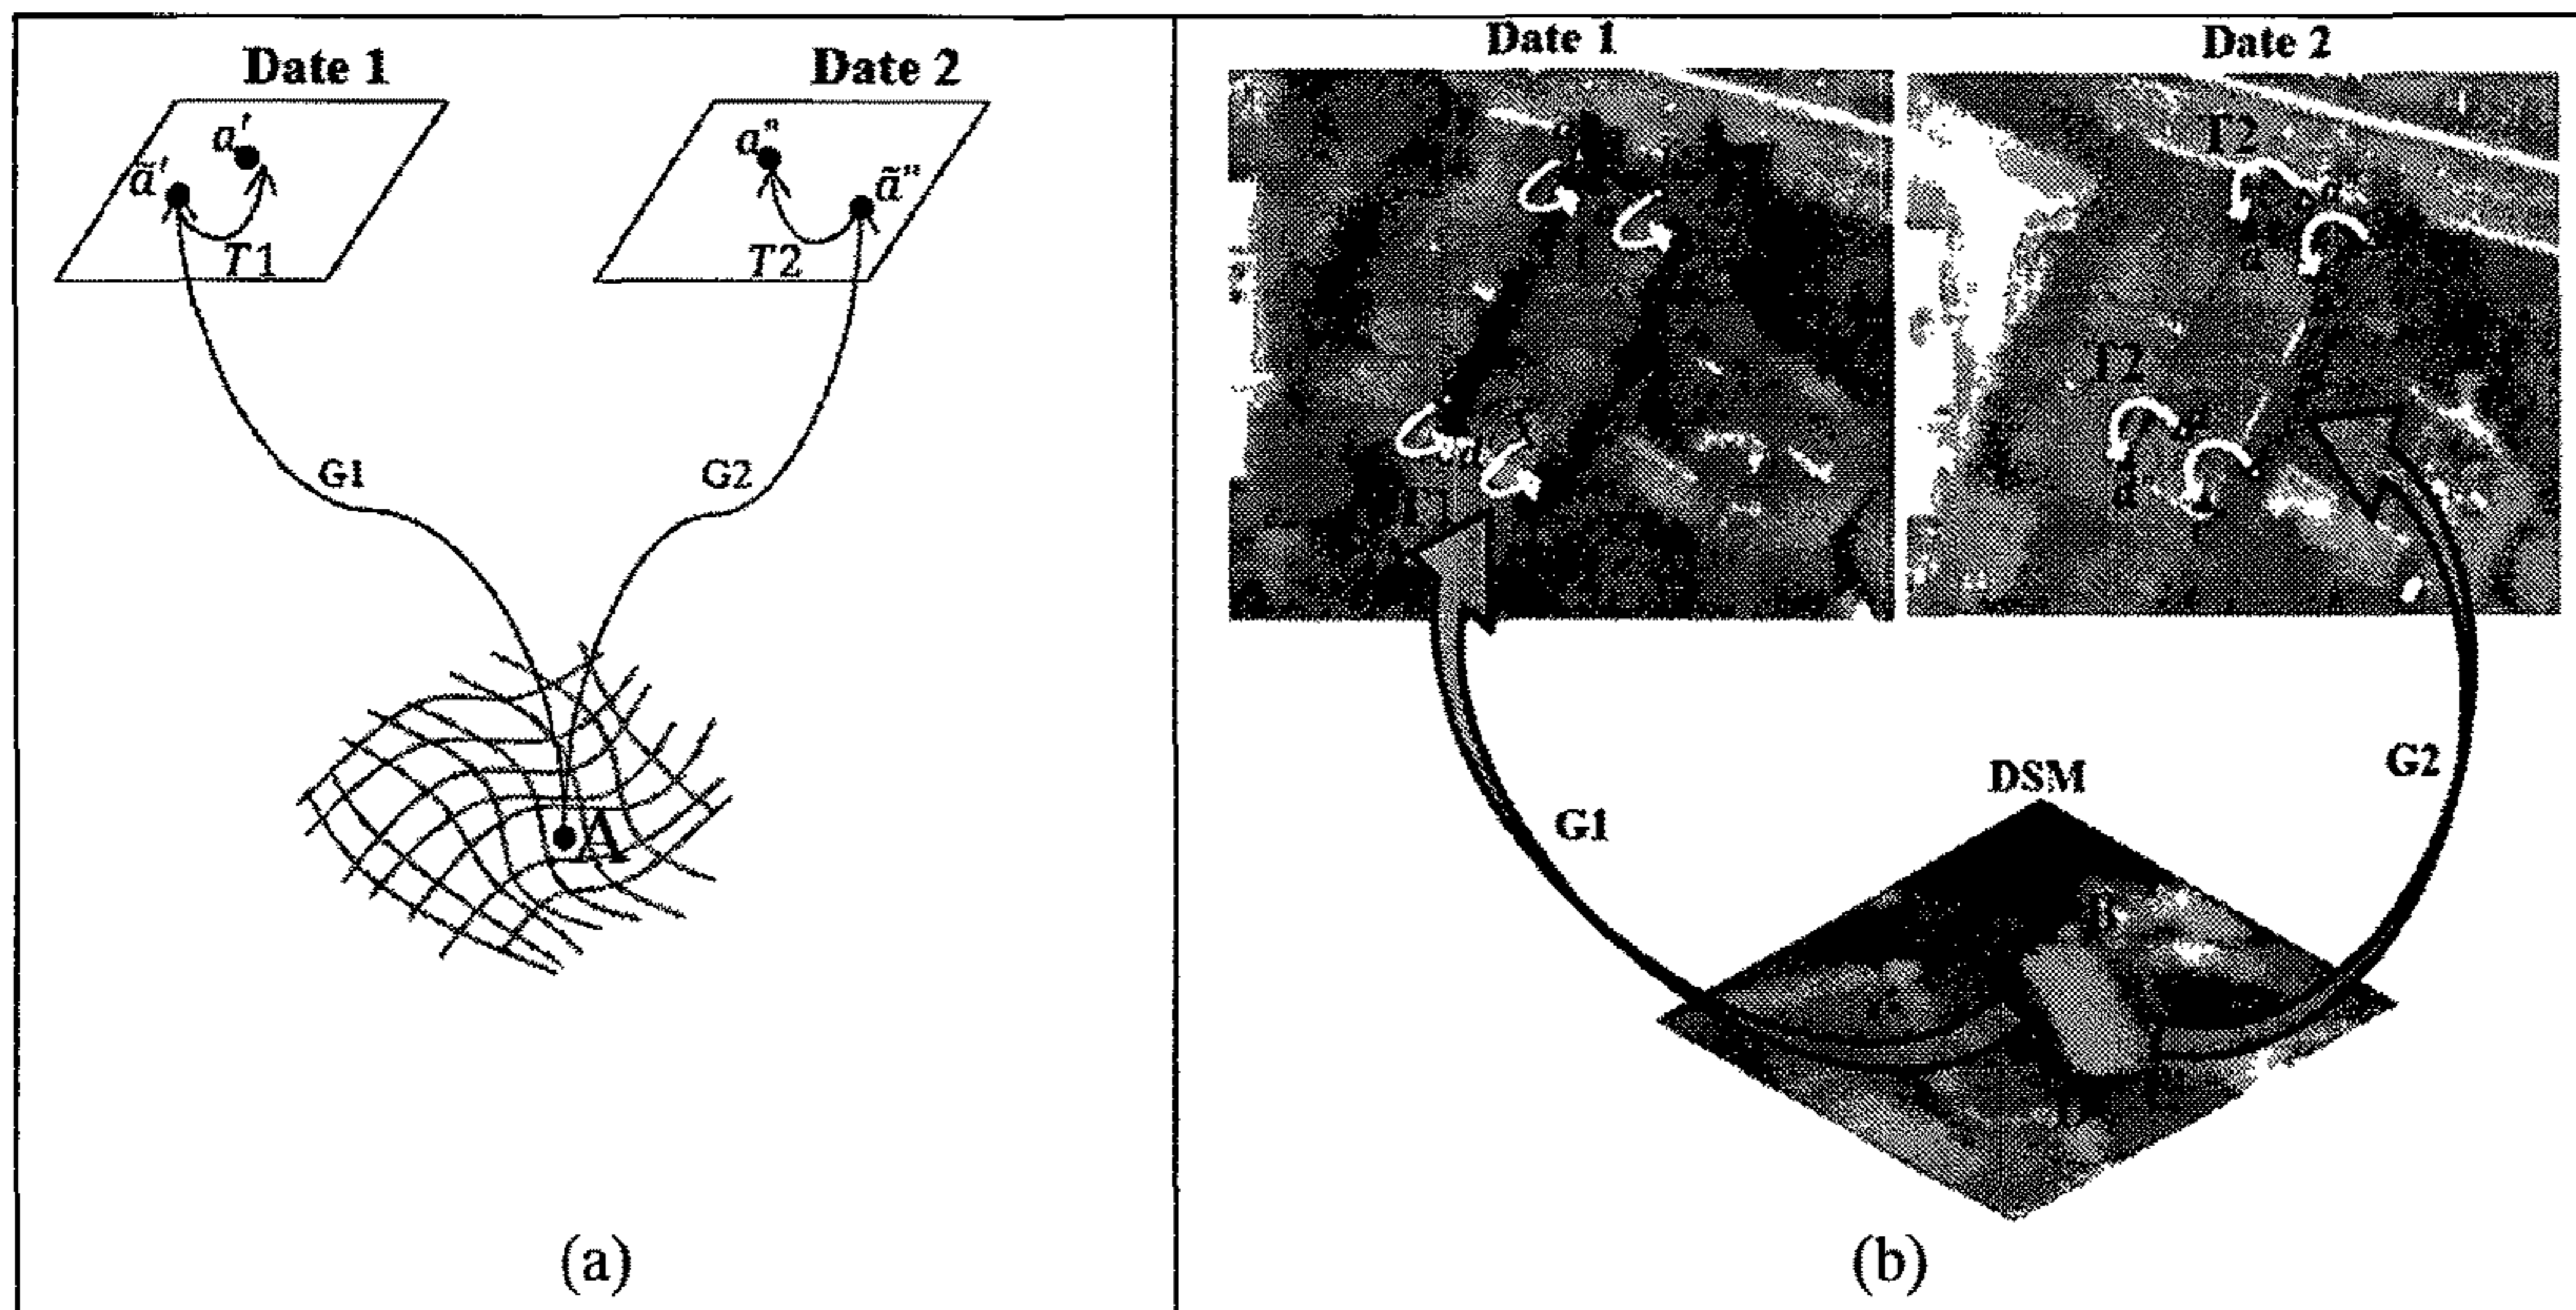 Date 1
Date 2
a'
ã'
T1
a"
ã"
T2
G1
G2
A
(a)
Date 1
Date 2
T2
T2
d"
DSM
G1
G2
B
(b)